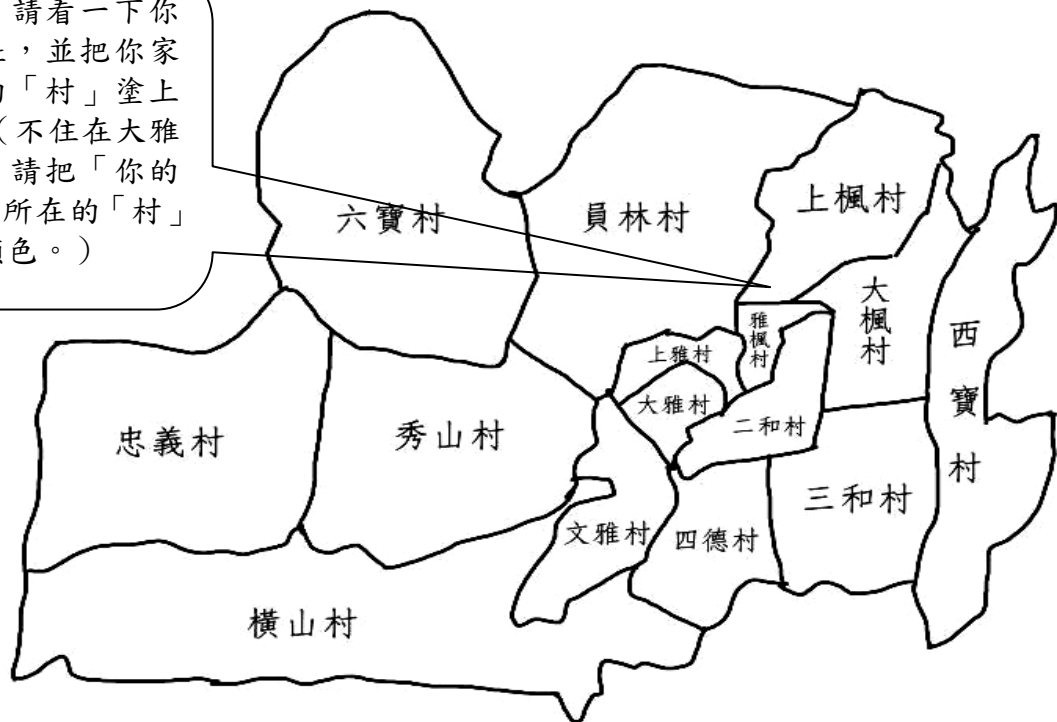 請看一下你
，並把你家
「村」塗上
（不住在大雅
請把「你的
所在的「村」
色。）
六寶村
員林村
上楓村
大楓村
雅楓村
西寶村
上雅村
大雅村
二和村
忠義村
秀山村
三和村
文雅村
四德村
橫山村